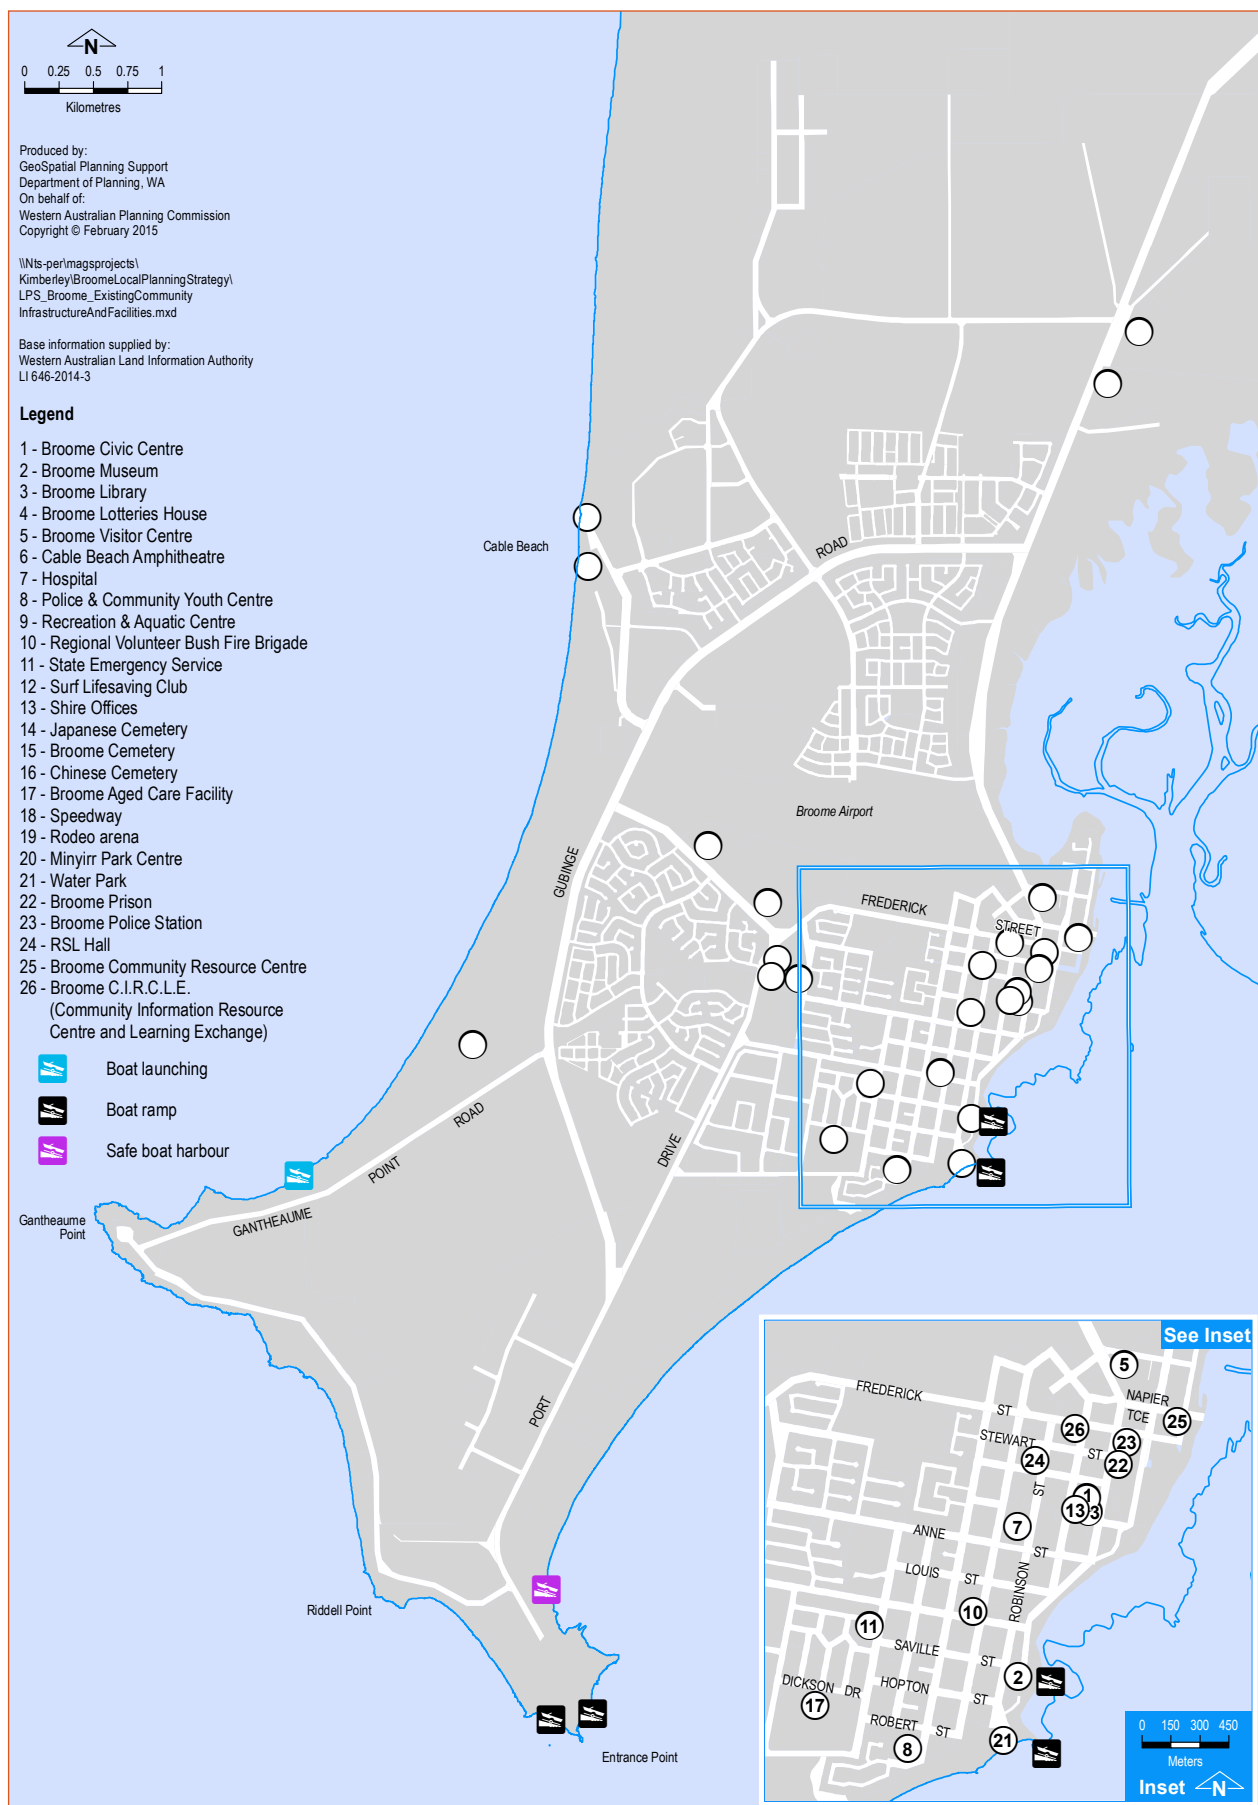 N
0 0.25 0.5 0.75 1
Kilometres
Produced by:
GeoSpatial Planning Support
Department of Planning, WA
On behalf of:
Western Australian Planning Commission
Copyright © February 2015
\\Nts-per\magsprojects\
Kimberley\BroomeLocalPlanningStrategy\
LPS_Broome_ExistingCommunity
InfrastructureAndFacilities.mxd
Base information supplied by:
Western Australian Land Information Authority
LI 646-2014-3
Legend
1 - Broome Civic Centre
2 - Broome Museum
3 - Broome Library
4 - Broome Lotteries House
5 - Broome Visitor Centre
6 - Cable Beach Amphitheatre
7 - Hospital
8 - Police & Community Youth Centre
9 - Recreation & Aquatic Centre
10 - Regional Volunteer Bush Fire Brigade
11 - State Emergency Service
12 - Surf Lifesaving Club
13 - Shire Offices
14 - Japanese Cemetery
15 - Broome Cemetery
16 - Chinese Cemetery
17 - Broome Aged Care Facility
18 - Speedway
19 - Rodeo arena
20 - Minyirr Park Centre
21 - Water Park
22 - Broome Prison
23 - Broome Police Station
24 - RSL Hall
25 - Broome Community Resource Centre
26 - Broome C.I.R.C.L.E.
(Community Information Resource
Centre and Learning Exchange)
Boat launching
Boat ramp
Safe boat harbour
Cable Beach
ROAD
Broome Airport
GUBINGE
FREDERICK
STREET
ROAD
POINT
GANTHEAUME
DRIVE
PORT
Gantheaume
Point
Riddell Point
Entrance Point
See Inset
5
FREDERICK
ST
NAPIER
TCE
25
26
STEWART
ST
23
22
24
ST
1
13
3
7
ANNE
ST
LOUIS
ST
ROBINSON
10
11
SAVILLE
ST
2
DICKSON
DR
HOPTON
ST
17
ROBERT
ST
21
8
0 150 300 450
Meters
Inset N